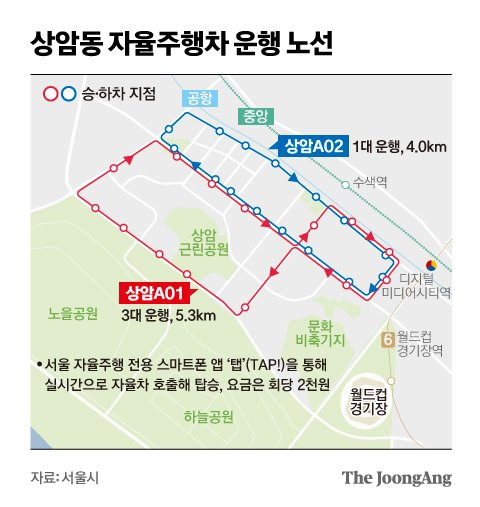 상암동 자율주행차 운행 노선
승·하차 지점
공항
중앙
상암A02 1대 운행, 4.0km
수색역
상암
근린공원
디지털
미디어시티역
상암A01
3대 운행, 5.3km
노을공원
문화
비축기지
6 월드컵
경기장역
• 서울 자율주행 전용 스마트폰 앱 '탭'(TAP!)을 통해
실시간으로 자율차 호출해 탑승, 요금은 회당 2천원
월드컵
경기장
하늘공원
자료: 서울시
The JoongAng